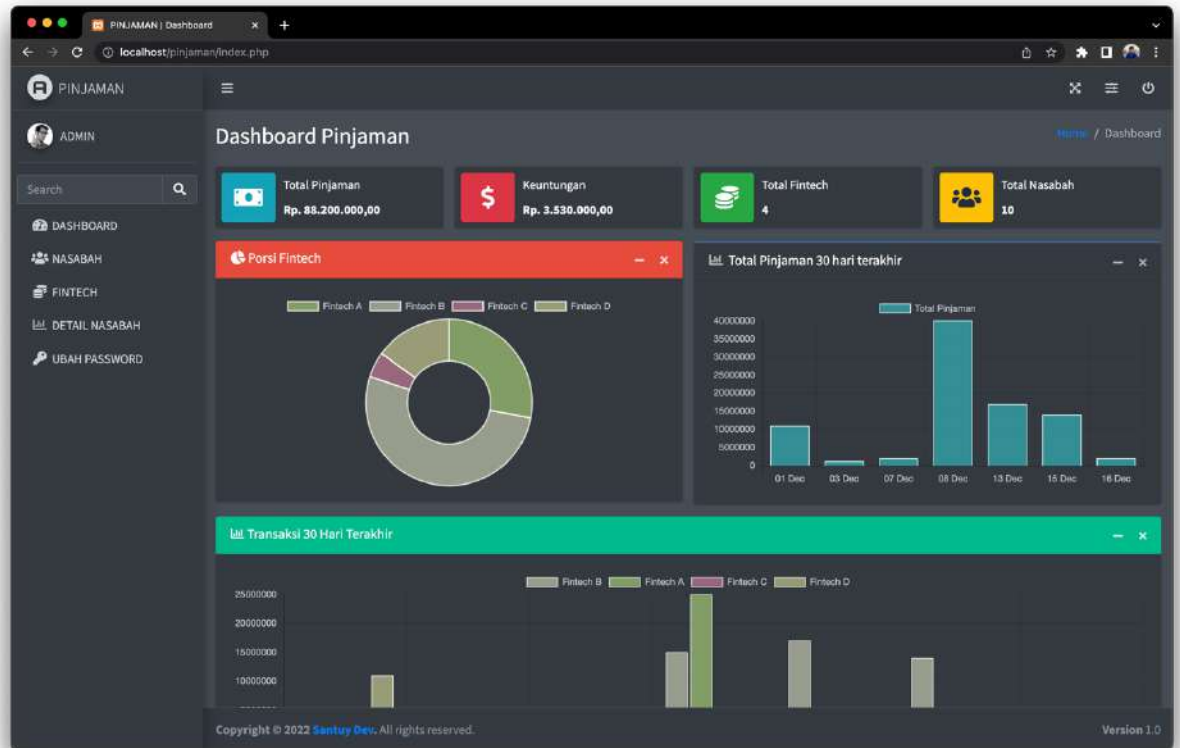 PINJAMAN | Dashboard
localhost/pinjaman/index.php
PINJAMAN
ADMIN
Search
DASHBOARD
NASABAH
FINTECH
DETAIL NASABAH
UBAH PASSWORD
Dashboard Pinjaman
/ Dashboard
Total Pinjaman
Rp. 88.200.000,00
Keuntungan
Rp. 3.530.000,00
Total Fintech
4
Total Nasabah
10
Porsi Fintech
Fintech A Fintech B Fintech C Fintech D
Total Pinjaman 30 hari terakhir
Total Pinjaman
40000000
35000000
30000000
25000000
20000000
15000000
10000000
5000000
0
01 Dec 03 Dec 07 Dec 08 Dec 13 Dec 15 Dec 16 Dec
Transaksi 30 Hari Terakhir
Fintech B Fintech A Fintech C Fintech D
25000000
20000000
15000000
10000000
Copyright © 2022 Santuy Dev. All rights reserved.
Version 1.0